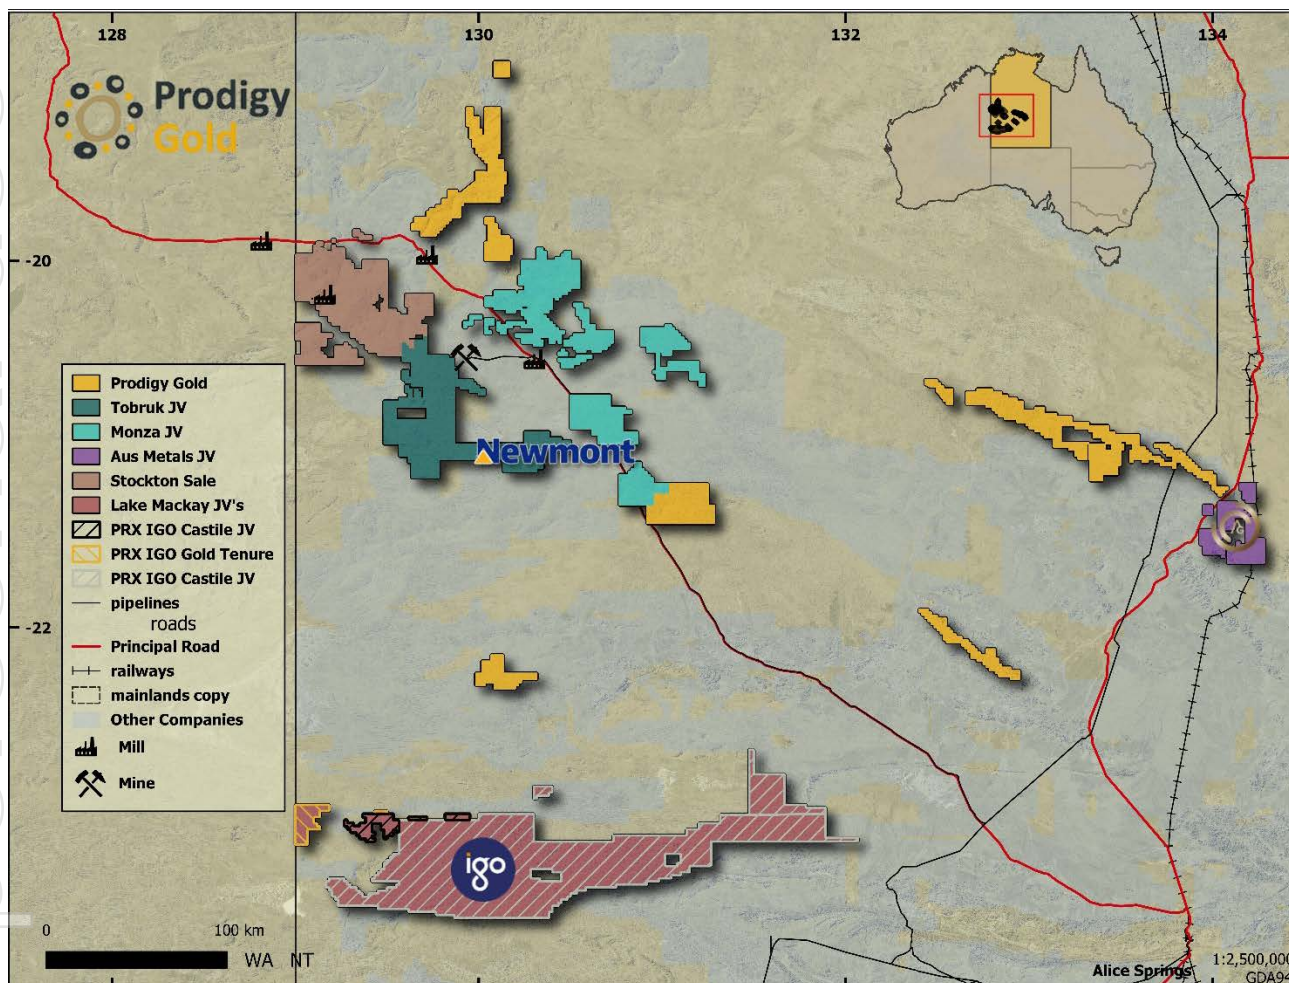 128
130
132
134
Prodigy
Gold
-20
Prodigy Gold
Tobruk JV
Monza JV
Aus Metals JV
Stockton Sale
Lake Mackay JV's
PRX IGO Castile JV
PRX IGO Gold Tenure
PRX IGO Castile JV
pipelines
roads
Principal Road
railways
mainlands copy
Other Companies
Mill
Mine
Newmont
-22
igo
0
100 km
WA NT
Alice Springs
1:2,500,000
GDA94